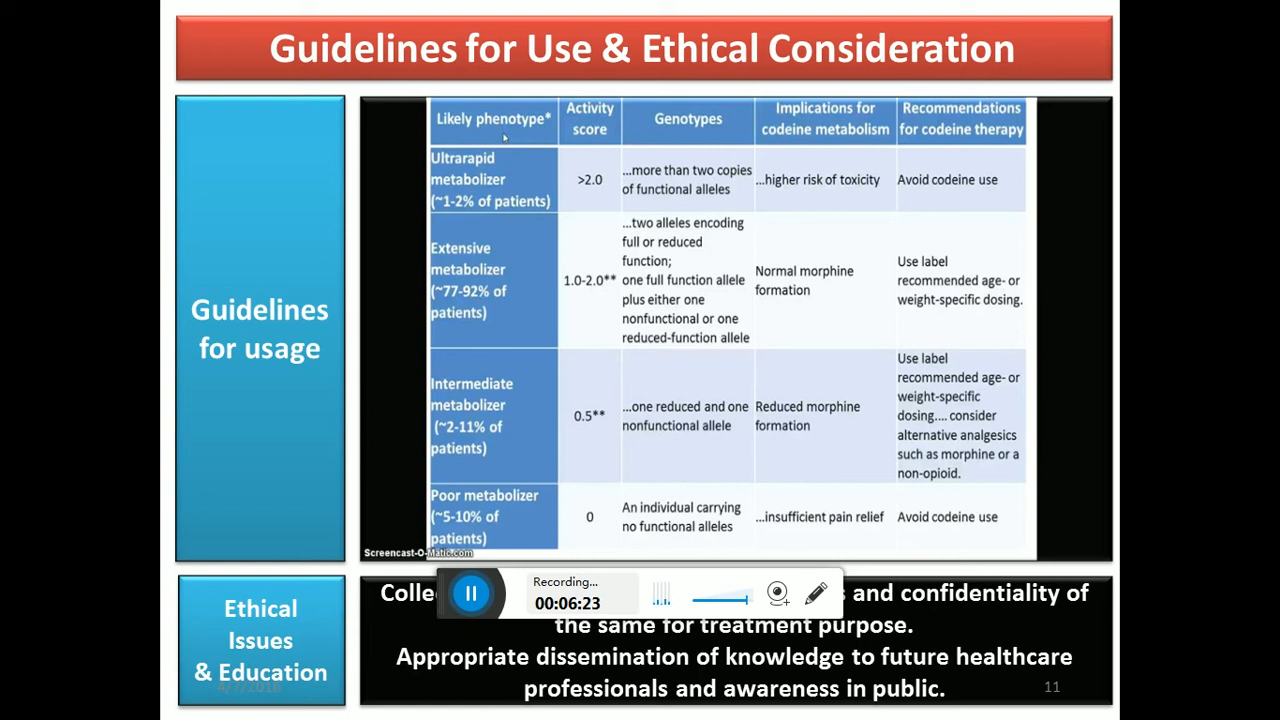 Guidelines for Use & Ethical Consideration
Guidelines
for usage
Likely phenotype*
Activity
score
Genotypes
Implications for
codeine metabolism
Recommendations
for codeine therapy
Ultrarapid
metabolizer
(~1-2% of patients)
>2.0
...more than two copies
of functional alleles
...higher risk of toxicity
Avoid codeine use
Extensive
metabolizer
(~77-92% of
patients)
1.0-2.0**
...two alleles encoding
full or reduced
function;
one full function allele
plus either one
nonfunctional or one
reduced-function allele
Normal morphine
formation
Use label
recommended age- or
weight-specific dosing.
Intermediate
metabolizer
(~2-11% of
patients)
0.5**
...one reduced and one
nonfunctional allele
Reduced morphine
formation
Use label
recommended age- or
weight-specific
dosing.... consider
alternative analgesics
such as morphine or a
non-opioid.
Poor metabolizer
(~5-10% of
patients)
0
An individual carrying
no functional alleles
...insufficient pain relief
Avoid codeine use
Screencast-O-Matic.com
Recording...
00:06:23
Ethical
Issues
& Education
and confidentiality of
the same for treatment purpose.
Appropriate dissemination of knowledge to future healthcare
professionals and awareness in public.
4/7/2018
11